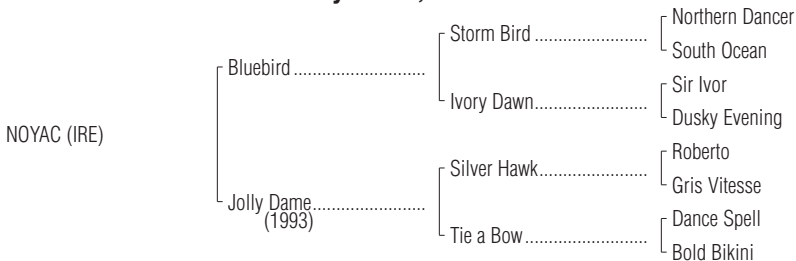 Northern Dancer
Storm Bird ........................
South Ocean
Bluebird ............................
Sir Ivor
Ivory Dawn........................
Dusky Evening
NOYAC (IRE)
Roberto
Silver Hawk.......................
Gris Vitesse
Jolly Dame........................
(1993)
Dance Spell
Tie a Bow ..........................
Bold Bikini